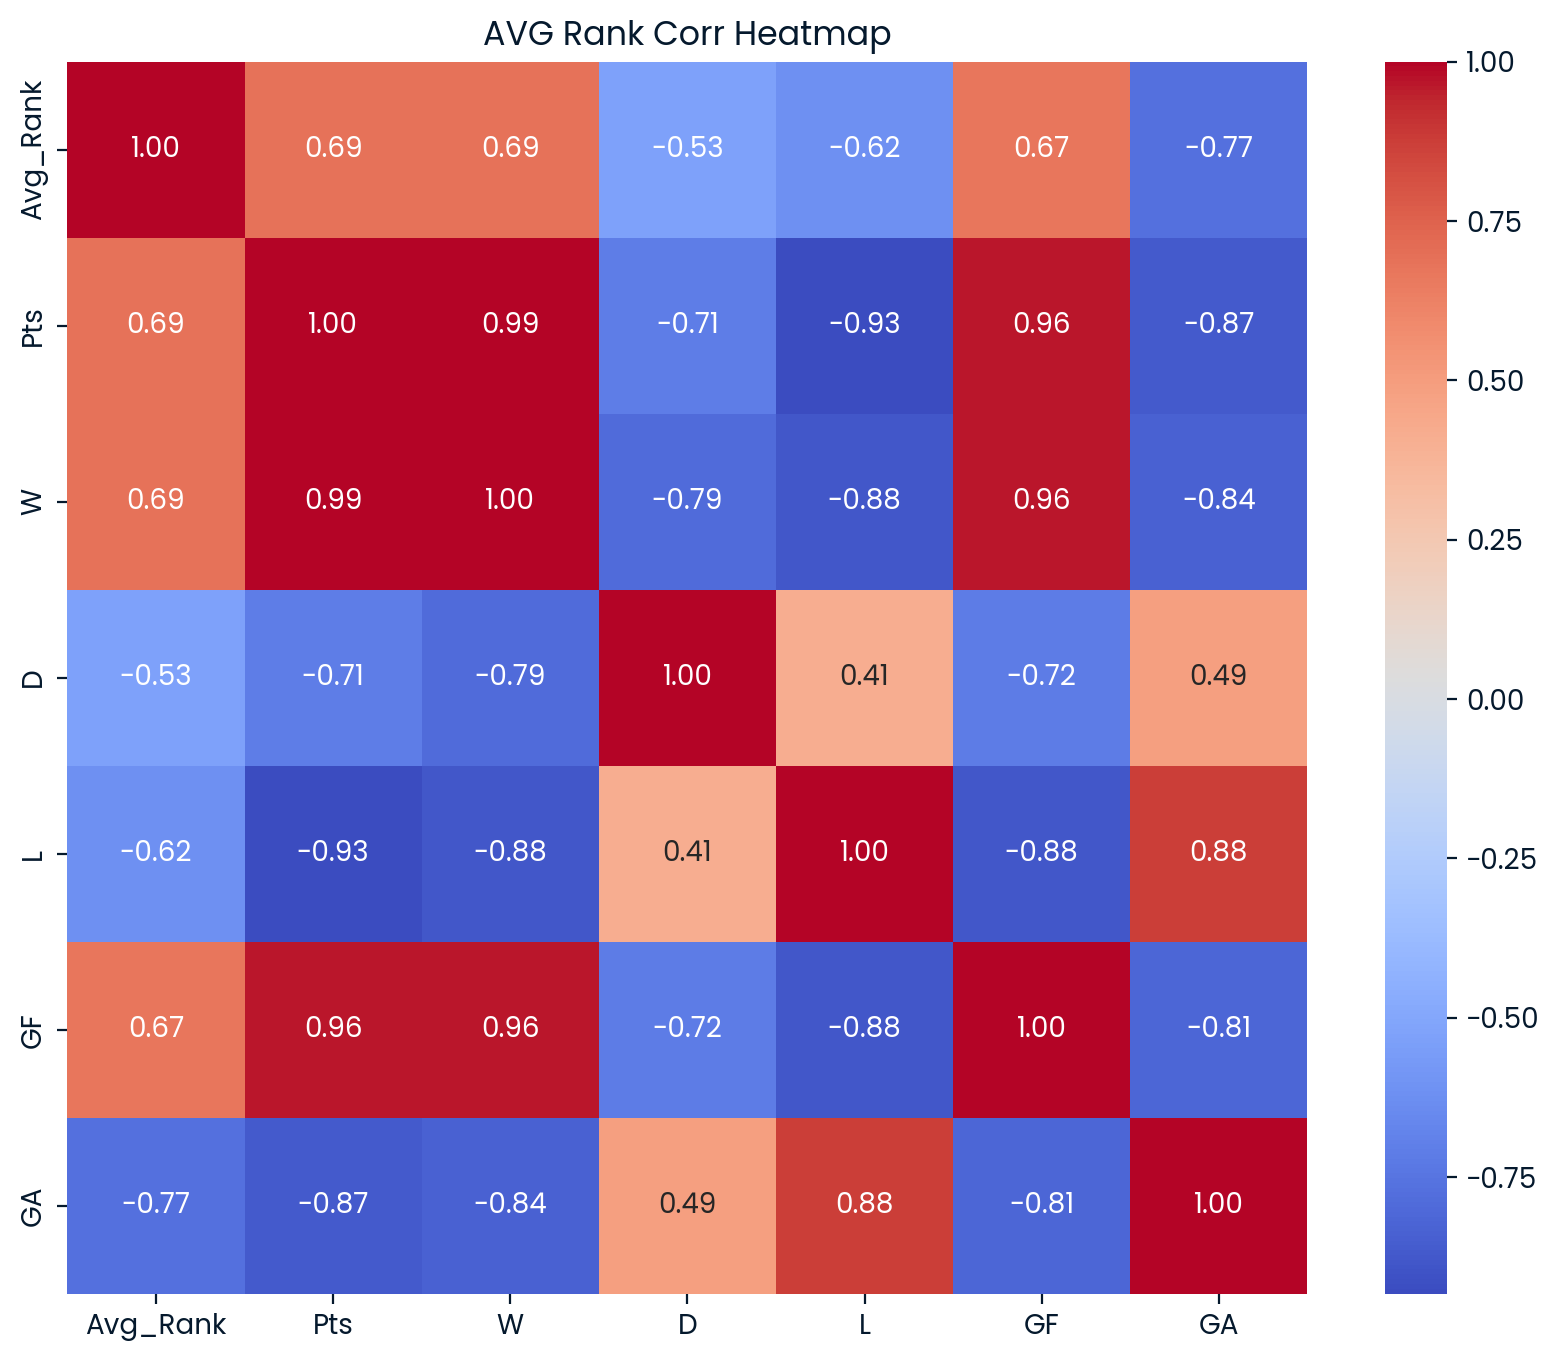 AVG Rank Corr Heatmap
Avg_Rank 1.00 0.69 0.69 −0.53 −0.62 0.67 −0.77
Pts 0.69 1.00 0.99 −0.71 −0.93 0.96 −0.87
W 0.69 0.99 1.00 −0.79 −0.88 0.96 −0.84
D −0.53 −0.71 −0.79 1.00 0.41 −0.72 0.49
L −0.62 −0.93 −0.88 0.41 1.00 −0.88 0.88
GF 0.67 0.96 0.96 −0.72 −0.88 1.00 −0.81
GA −0.77 −0.87 −0.84 0.49 0.88 −0.81 1.00
Avg_Rank Pts W D L GF GA
1.00
0.75
0.50
0.25
0.00
−0.25
−0.50
−0.75